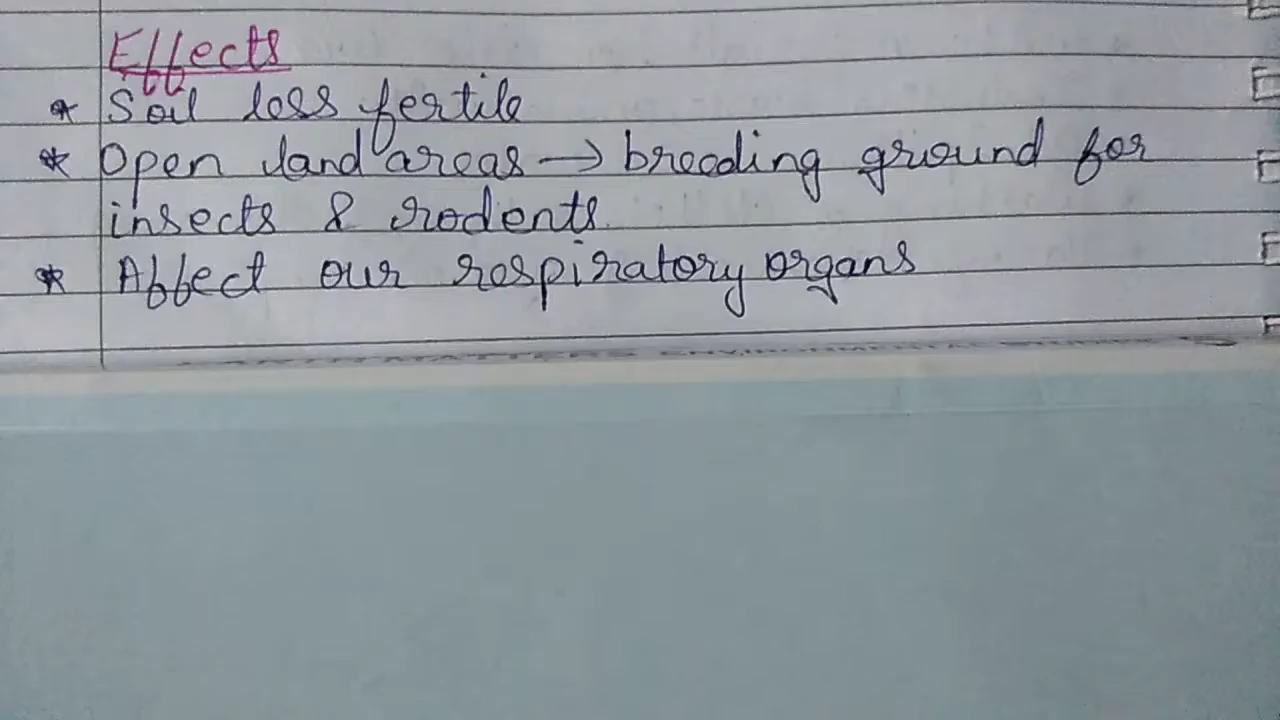 Effects
* Soil less fertile
* Open land areas → breeding ground for
insects & rodents.
* Affect our respiratory organs